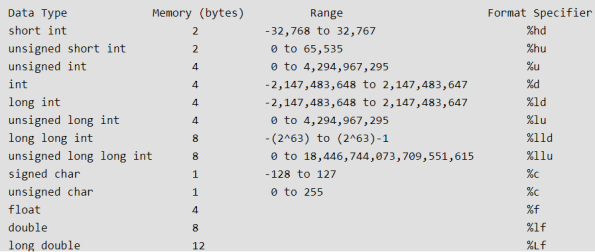 Data Type Memory (bytes) Range Format Specifier
short int 2 -32,768 to 32,767 %hd
unsigned short int 2 0 to 65,535 %hu
unsigned int 4 0 to 4,294,967,295 %u
int 4 -2,147,483,648 to 2,147,483,647 %d
long int 4 -2,147,483,648 to 2,147,483,647 %ld
unsigned long int 4 0 to 4,294,967,295 %lu
long long int 8 -(2^63) to (2^63)-1 %lld
unsigned long long int 8 0 to 18,446,744,073,709,551,615 %llu
signed char 1 -128 to 127 %c
unsigned char 1 0 to 255 %c
float 4 %f
double 8 %lf
long double 12 %Lf